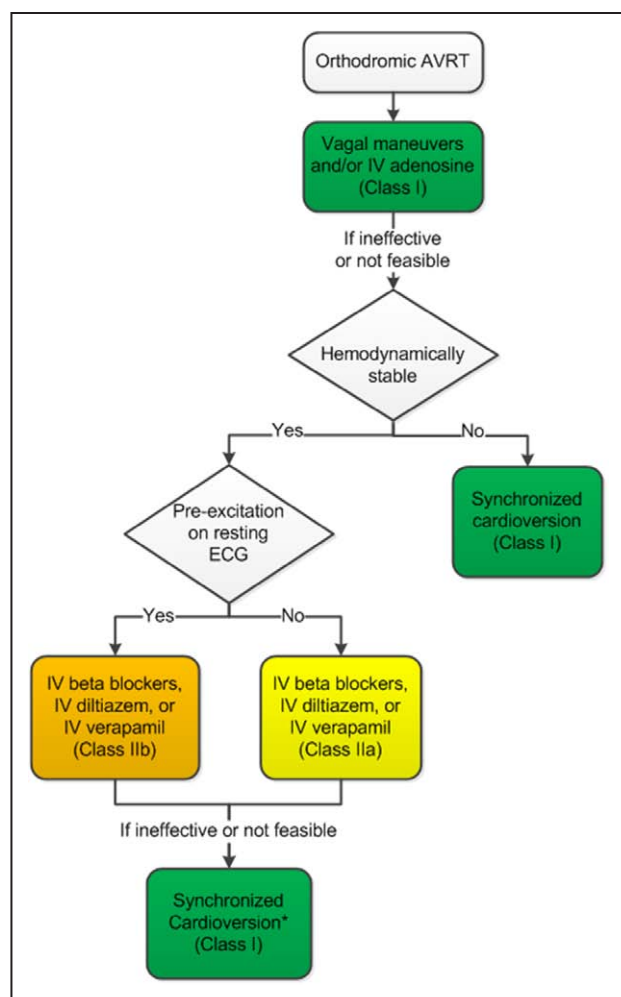 Orthodromic AVRT
Vagal maneuvers
and/or IV adenosine
(Class I)
If ineffective
or not feasible
Hemodynamically
stable
Yes
No
Synchronized
cardioversion
(Class I)
Pre-excitation
on resting
ECG
Yes
No
IV beta blockers,
IV diltiazem, or
IV verapamil
(Class IIb)
IV beta blockers,
IV diltiazem, or
IV verapamil
(Class IIa)
If ineffective or not feasible
Synchronized
Cardioversion*
(Class I)